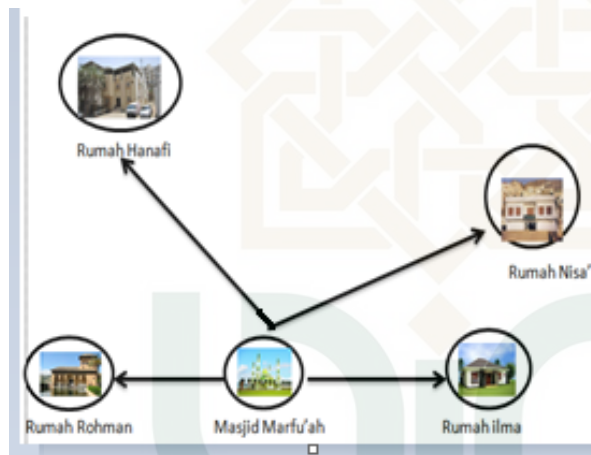 Rumah Hanafi
Rumah Nisa'
Rumah Rohman
Masjid Marfu'ah
Rumah ilma